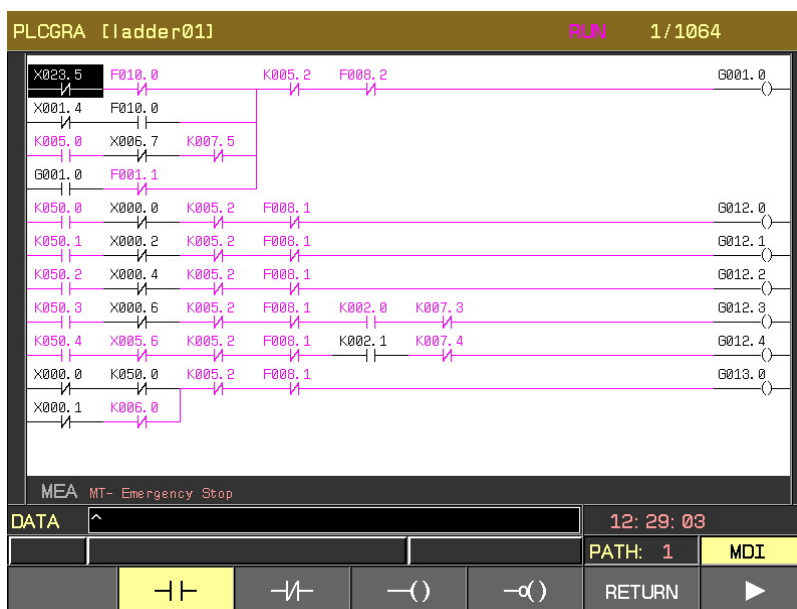 PLCGRA [ladder01] RUN 1/1064
X023.5 F010.0 K005.2 F008.2 G001.0
X001.4 F010.0
K005.0 X006.7 K007.5
G001.0 F001.1
K050.0 X000.0 K005.2 F008.1 G012.0
K050.1 X000.2 K005.2 F008.1 G012.1
K050.2 X000.4 K005.2 F008.1 G012.2
K050.3 X000.6 K005.2 F008.1 K002.0 K007.3 G012.3
K050.4 X005.6 K005.2 F008.1 K002.1 K007.4 G012.4
X000.0 K050.0 K005.2 F008.1 G013.0
X000.1 K006.0
MEA MT- Emergency Stop
DATA ^ 12:29:03
PATH: 1 MDI
RETURN